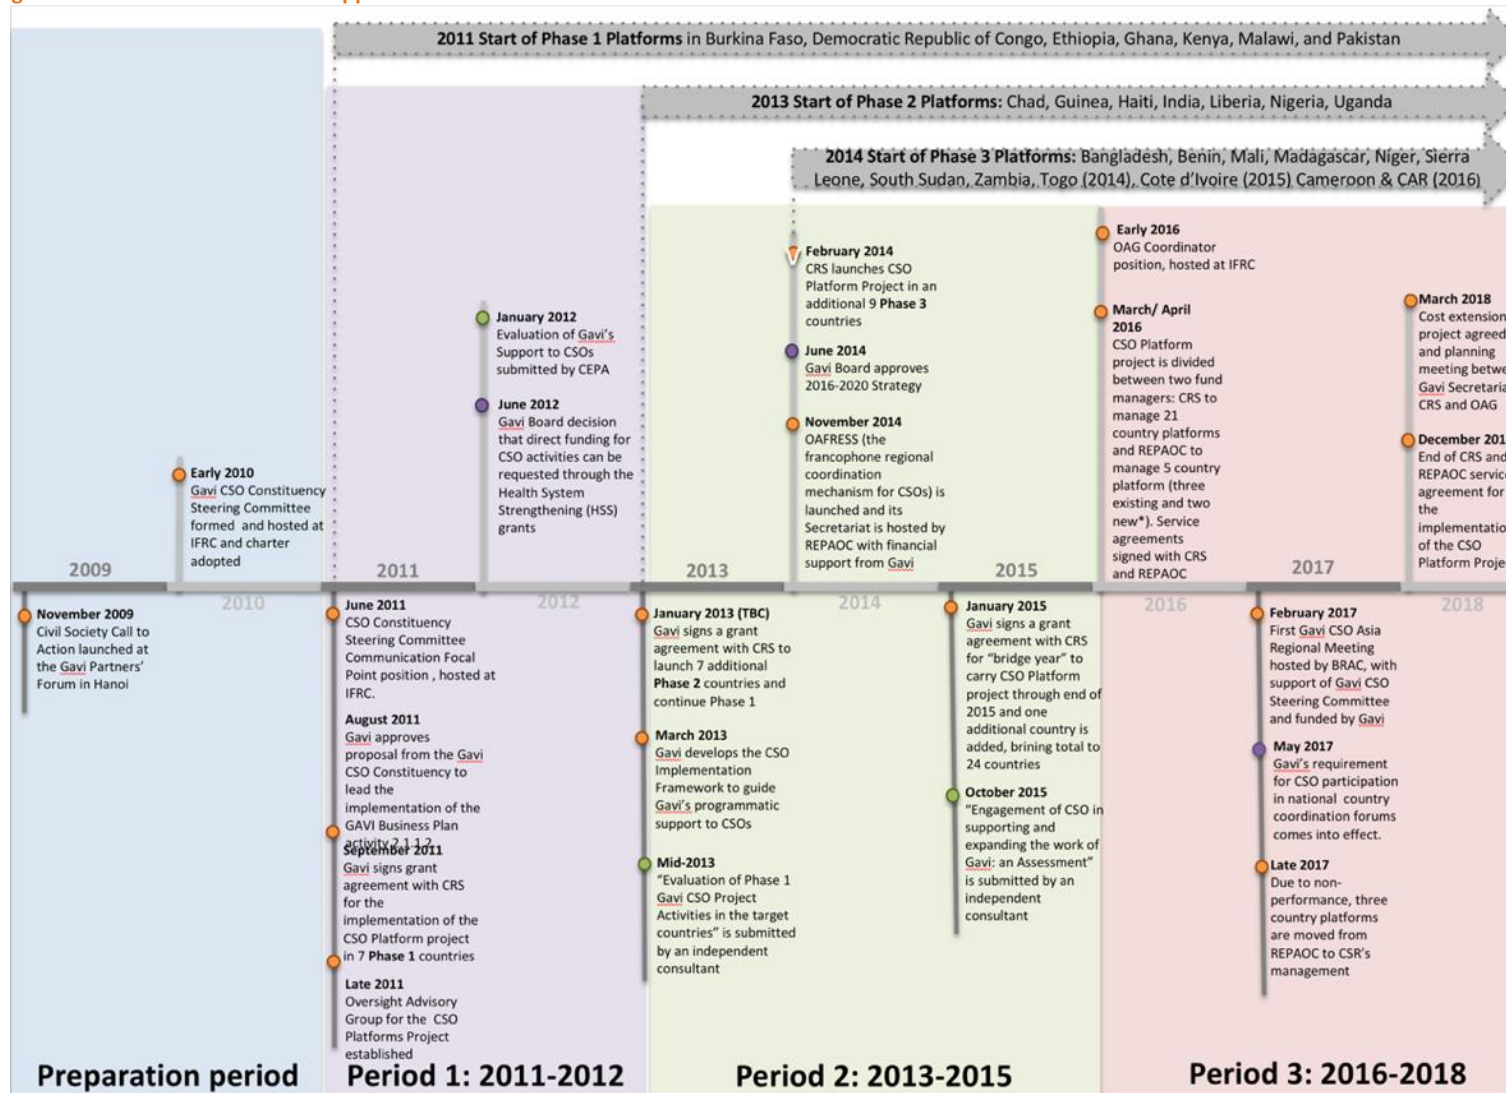 2011 Start of Phase 1 Platforms in Burkina Faso, Democratic Republic of Congo, Ethiopia, Ghana, Kenya, Malawi, and Pakistan
2013 Start of Phase 2 Platforms: Chad, Guinea, Haiti, India, Liberia, Nigeria, Uganda
2014 Start of Phase 3 Platforms: Bangladesh, Benin, Mali, Madagascar, Niger, Sierra
Leone, South Sudan, Zambia, Togo (2014), Cote d'Ivoire (2015) Cameroon & CAR (2016)
2009
2010
2011
2012
2013
2014
2015
2016
2017
2018
November 2009
Civil Society Call to
Action launched at
the Gavi Partners'
Forum in Hanoi
Early 2010
Gavi CSO Constituency
Steering Committee
formed and hosted at
IFRC and charter
adopted
June 2011
CSO Constituency
Steering Committee
Communication Focal
Point position , hosted at
IFRC.
August 2011
Gavi approves
proposal from the Gavi
CSO Constituency to
lead the
implementation of the
GAVI Business Plan
activity 2.1.1.2
September 2011
Gavi signs grant
agreement with CRS
for the
implementation of the
CSO Platform project
in 7 Phase 1 countries
Late 2011
Oversight Advisory
Group for the CSO
Platforms Project
established
January 2012
Evaluation of Gavi's
Support to CSOs
submitted by CEPA
June 2012
Gavi Board decision
that direct funding for
CSO activities can be
requested through the
Health System
Strengthening (HSS)
grants
January 2013 (TBC)
Gavi signs a grant
agreement with CRS to
launch 7 additional
Phase 2 countries and
continue Phase 1
March 2013
Gavi develops the CSO
Implementation
Framework to guide
Gavi's programmatic
support to CSOs
Mid-2013
"Evaluation of Phase 1
Gavi CSO Project
Activities in the target
countries" is submitted
by an independent
consultant
February 2014
CRS launches CSO
Platform Project in an
additional 9 Phase 3
countries
June 2014
Gavi Board approves
2016-2020 Strategy
November 2014
OAFRESS (the
francophone regional
coordination
mechanism for CSOs) is
launched and its
Secretariat is hosted by
REPAOC with financial
support from Gavi
January 2015
Gavi signs a grant
agreement with CRS
for "bridge year" to
carry CSO Platform
project through end of
2015 and one
additional country is
added, brining total to
24 countries
October 2015
"Engagement of CSO in
supporting and
expanding the work of
Gavi: an Assessment"
is submitted by an
independent
consultant
Early 2016
OAG Coordinator
position, hosted at IFRC
March/ April
2016
CSO Platform
project is divided
between two fund
managers: CRS to
manage 21
country platforms
and REPAOC to
manage 5 country
platform (three
existing and two
new*). Service
agreements
signed with CRS
and REPAOC
February 2017
First Gavi CSO Asia
Regional Meeting
hosted by BRAC, with
support of Gavi CSO
Steering Committee
and funded by Gavi
May 2017
Gavi's requirement
for CSO participation
in national country
coordination forums
comes into effect.
Late 2017
Due to non-
performance, three
country platforms
are moved from
REPAOC to CSR's
management
March 2018
Cost extension
project agreed
and planning
meeting betwe
Gavi Secretaria
CRS and OAG
December 201
End of CRS and
REPAOC service
agreement for
the
implementatio
of the CSO
Platform Proje
Preparation period
Period 1: 2011-2012
Period 2: 2013-2015
Period 3: 2016-2018